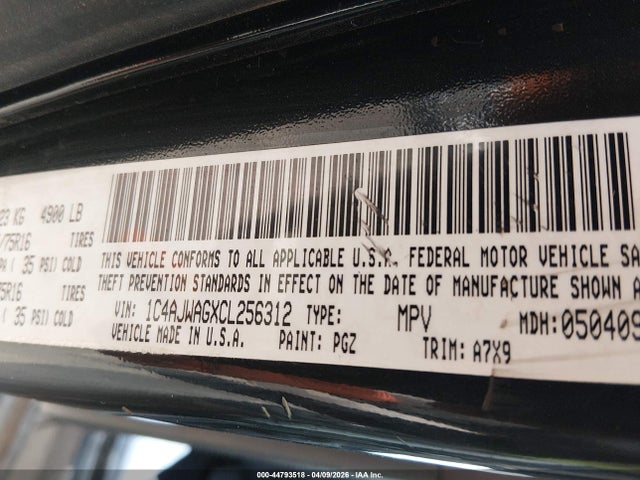 23 KG 4900 LB
/75R16 TIRES
PA ( 35 PSI) COLD
75R16 TIRES
( 35 PSI) COLD
THIS VEHICLE CONFORMS TO ALL APPLICABLE U.S.A. FEDERAL MOTOR VEHICLE SA
THEFT PREVENTION STANDARDS IN EFFECT ON THE DATE OF MANUFACTURE SHOWN A
VIN: 1C4AJWAGXCL256312 TYPE: MPV MDH:050409
VEHICLE MADE IN U.S.A. PAINT: PGZ TRIM: A7X9
000-44793518 - 04/09/2026 - IAA Inc.